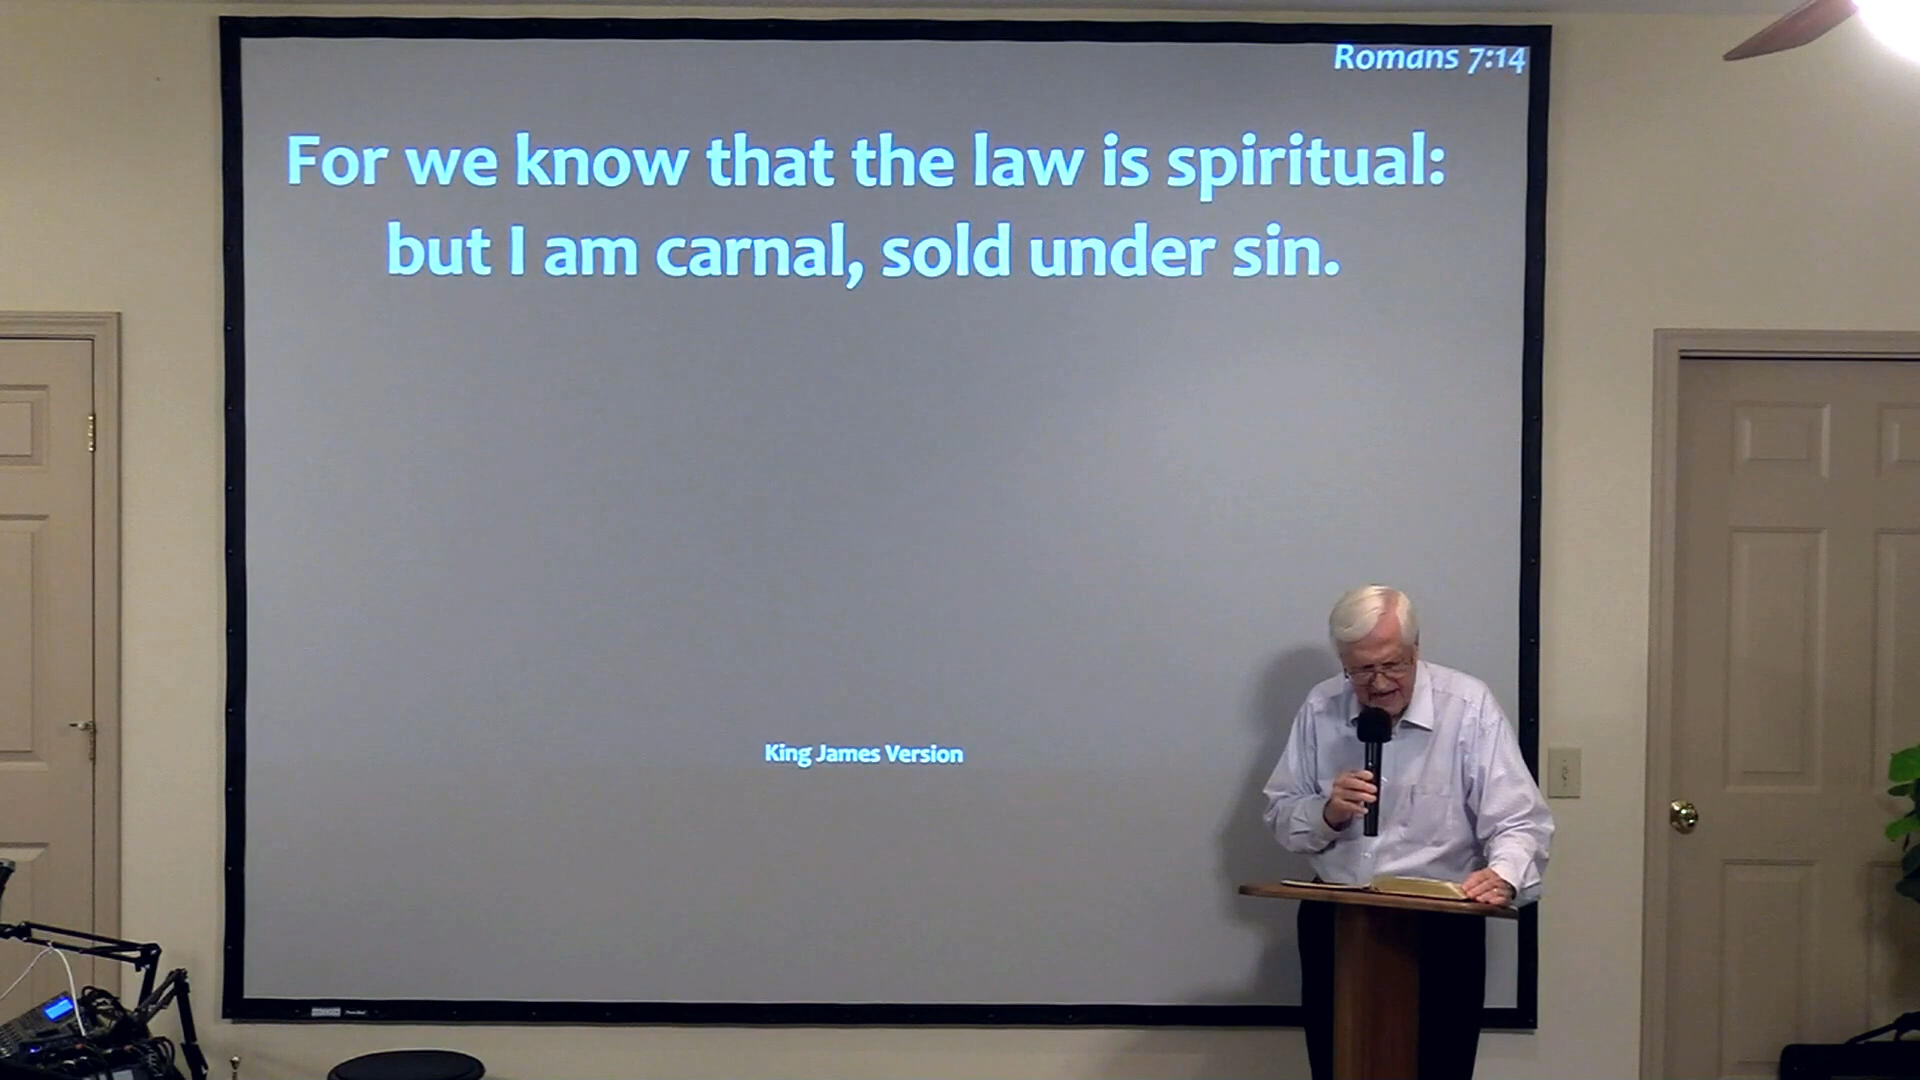 Romans 7:14
For we know that the law is spiritual:
but I am carnal, sold under sin.
King James Version